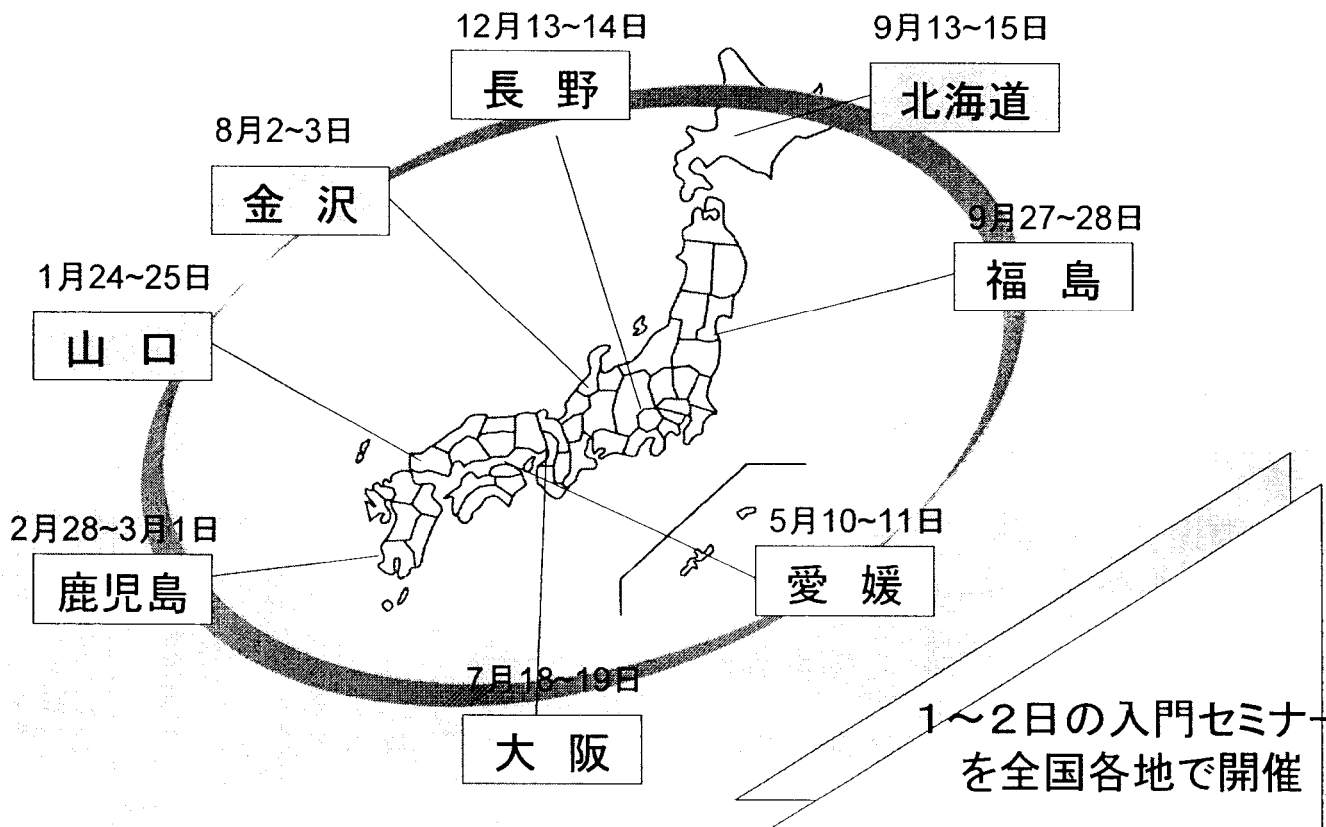 12月13~14日
長野
9月13~15日
北海道
8月2~3日
金沢
9月27~28日
福島
1月24~25日
山口
2月28~3月1日
鹿児島
5月10~11日
愛媛
7月18~19日
大阪
1～2日の入門セミナー
を全国各地で開催